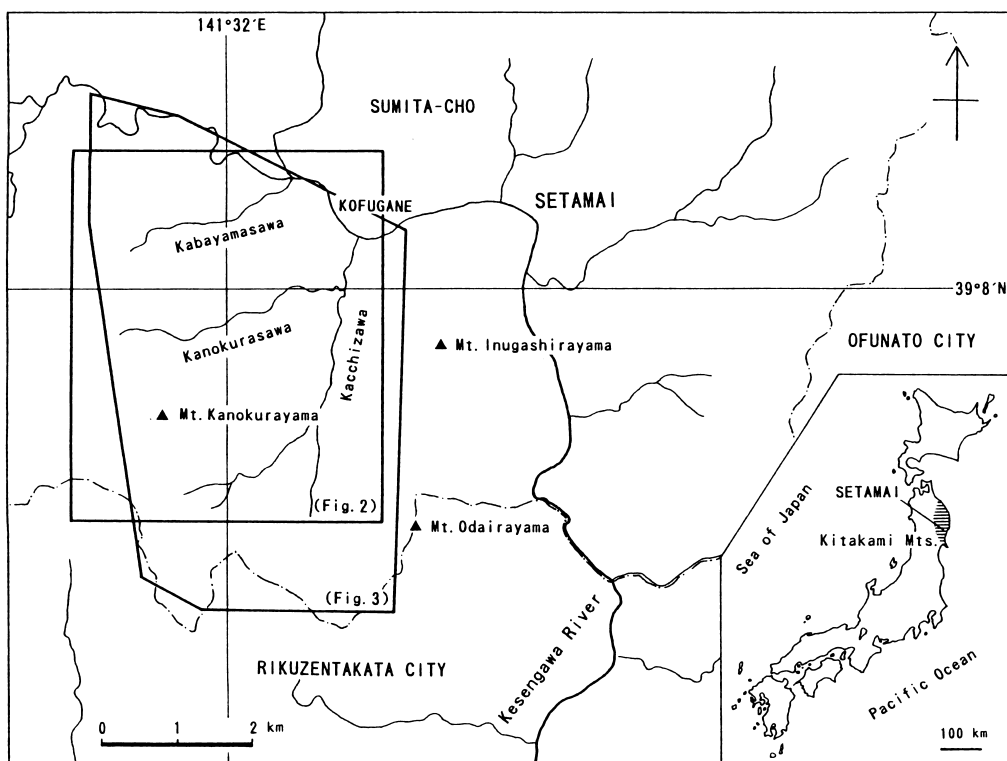 141°32′E
SUMITA-CHO
KOFUGANE
SETAMAI
Kabayamasawa
39°8′N
Kanokurasawa
Kacchizawa
Mt. Inugashirayama
OFUNATO CITY
Mt. Kanokurayama
(Fig. 2)
Mt. Odairayama
(Fig. 3)
RIKUZENTAKATA CITY
Kesengawa River
0 1 2 km
SETAMAI
Kitakami Mts.
Sea of Japan
Pacific Ocean
100 km